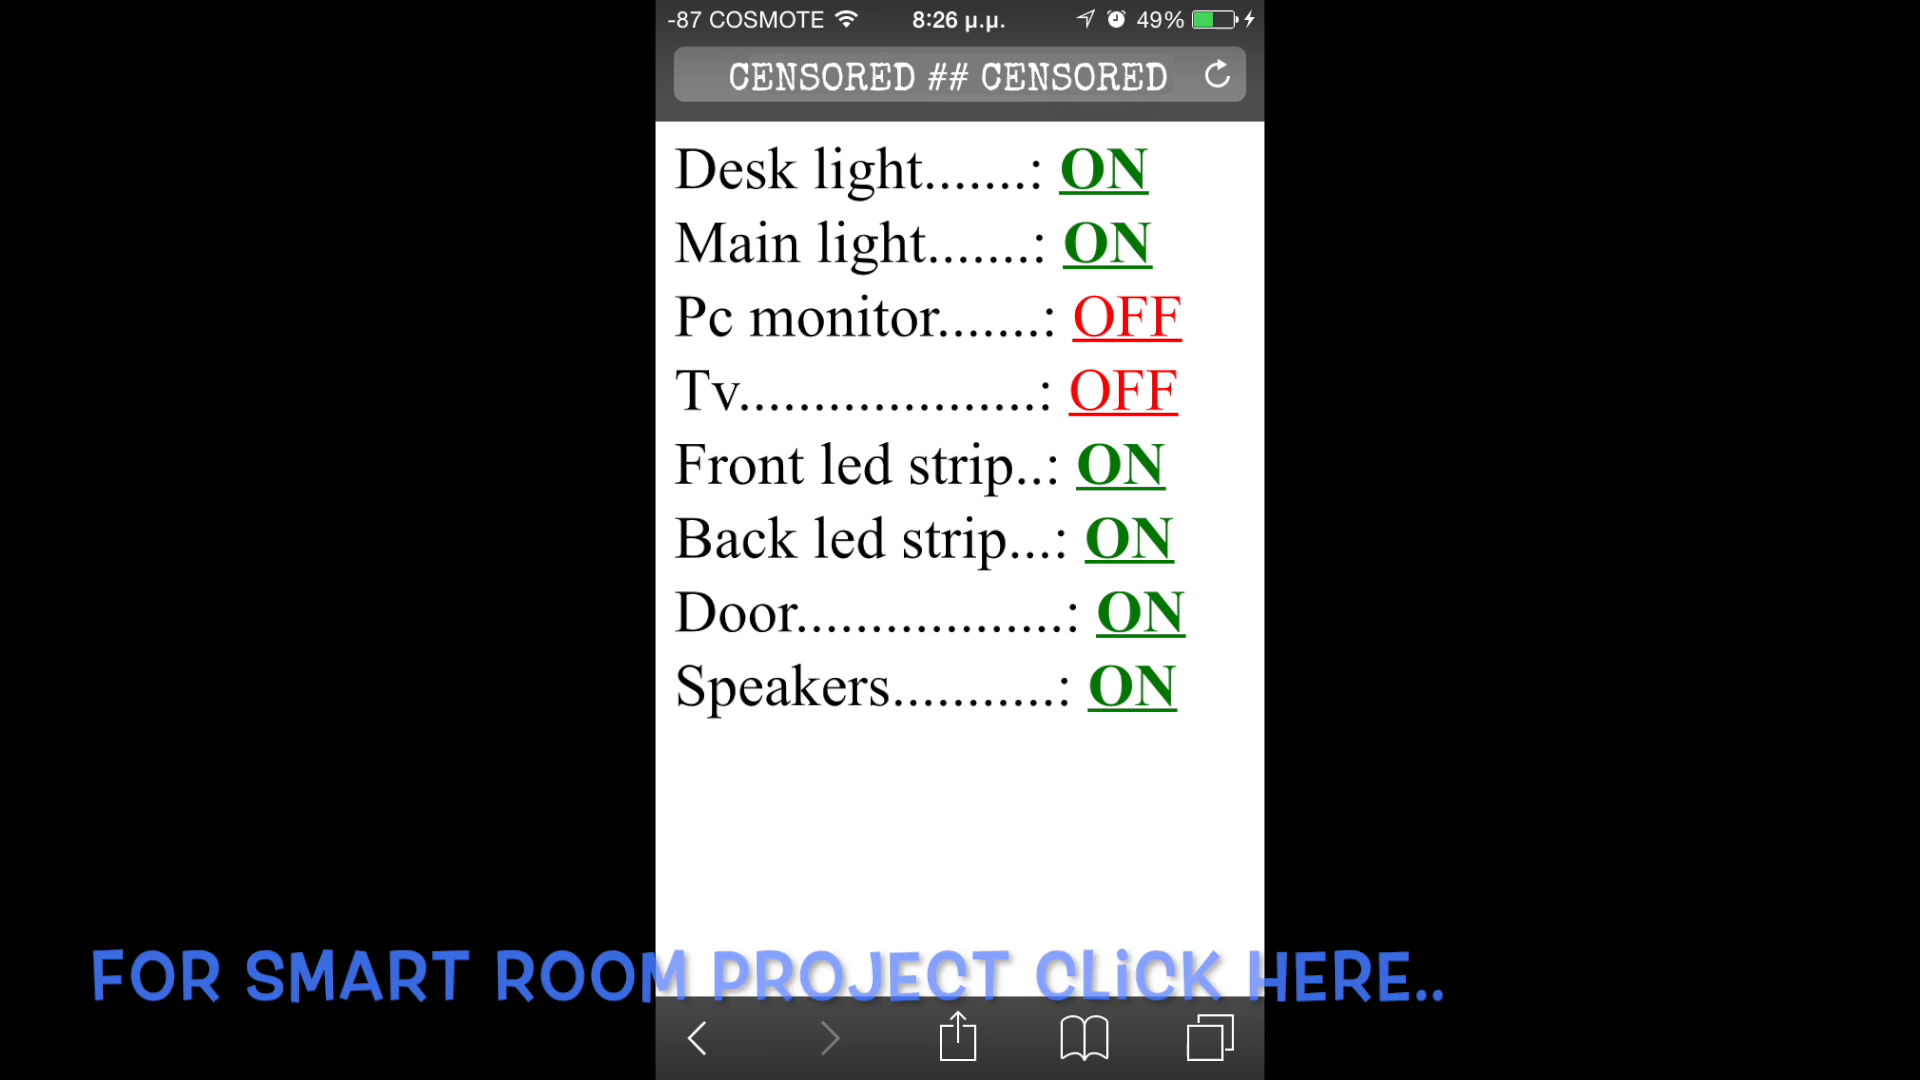 -87 COSMOTE 8:26 μ.μ. 49%
CENSORED ## CENSORED
Desk light.......: ON
Main light.......: ON
Pc monitor.......: OFF
Tv....................: OFF
Front led strip..: ON
Back led strip...: ON
Door..................: ON
Speakers...........: ON
FOR SMART ROOM PROJECT CLiCK HERE..